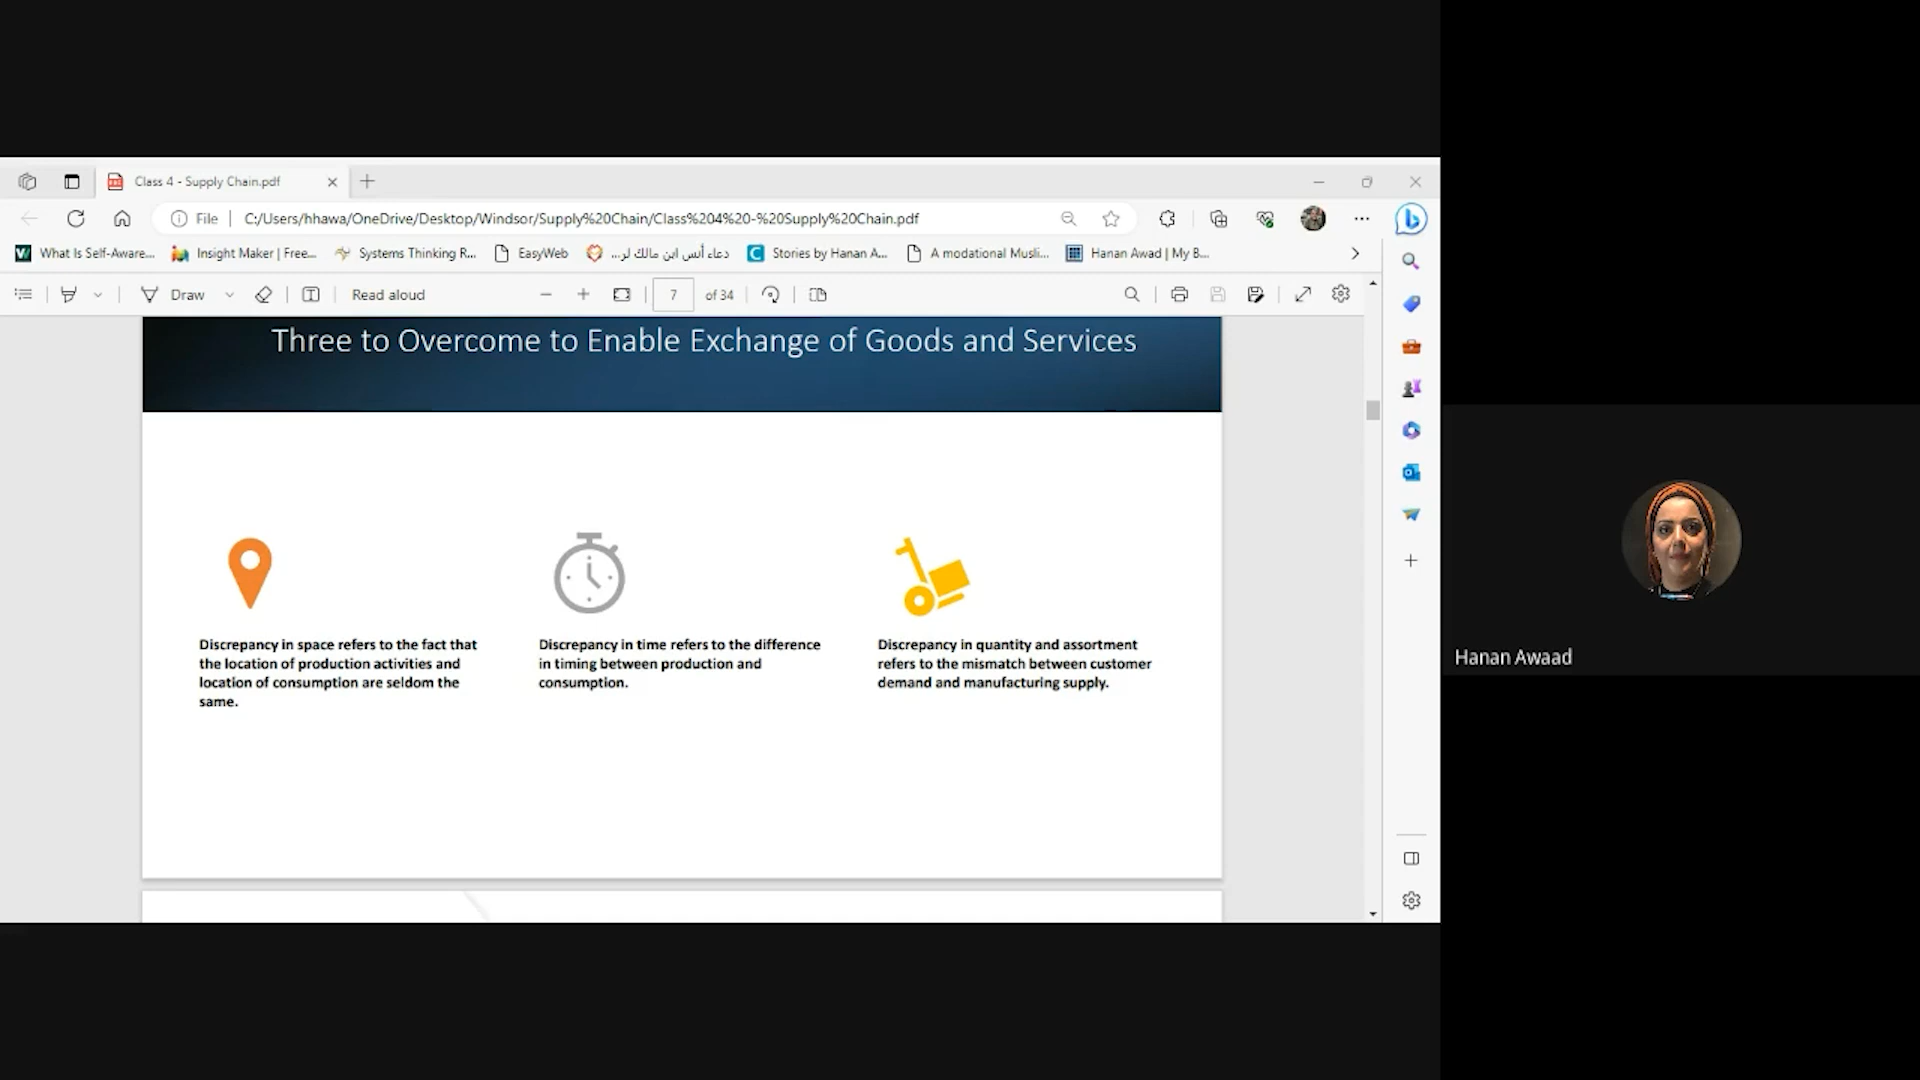 Class 4 - Supply Chain.pdf
File
C:/Users/hhawa/OneDrive/Desktop/Windsor/Supply%20Chain/Class%204%20-%20Supply%20Chain.pdf
What Is Self-Aware...
Insight Maker | Free...
Systems Thinking R...
EasyWeb
دعاء أنس ابن مالك لر...
Stories by Hanan A...
A modational Musli...
Hanan Awad | My B...
Draw
Read aloud
7 of 34
Three to Overcome to Enable Exchange of Goods and Services
Discrepancy in space refers to the fact that
the location of production activities and
location of consumption are seldom the
same.
Discrepancy in time refers to the difference
in timing between production and
consumption.
Discrepancy in quantity and assortment
refers to the mismatch between customer
demand and manufacturing supply.
Hanan Awaad